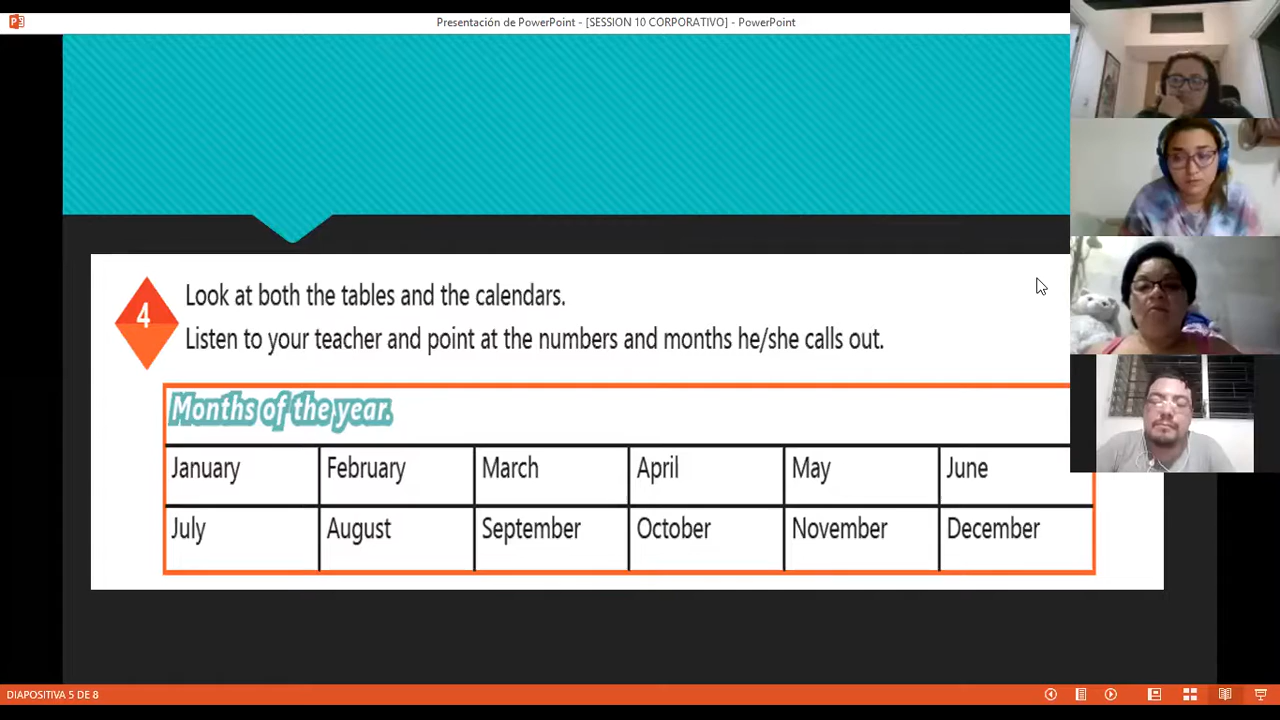 Presentación de PowerPoint - [SESSION 10 CORPORATIVO] - PowerPoint
4
Look at both the tables and the calendars.
Listen to your teacher and point at the numbers and months he/she calls out.
Months of the year.
January February March April May June
July August September October November December
DIAPOSITIVA 5 DE 8